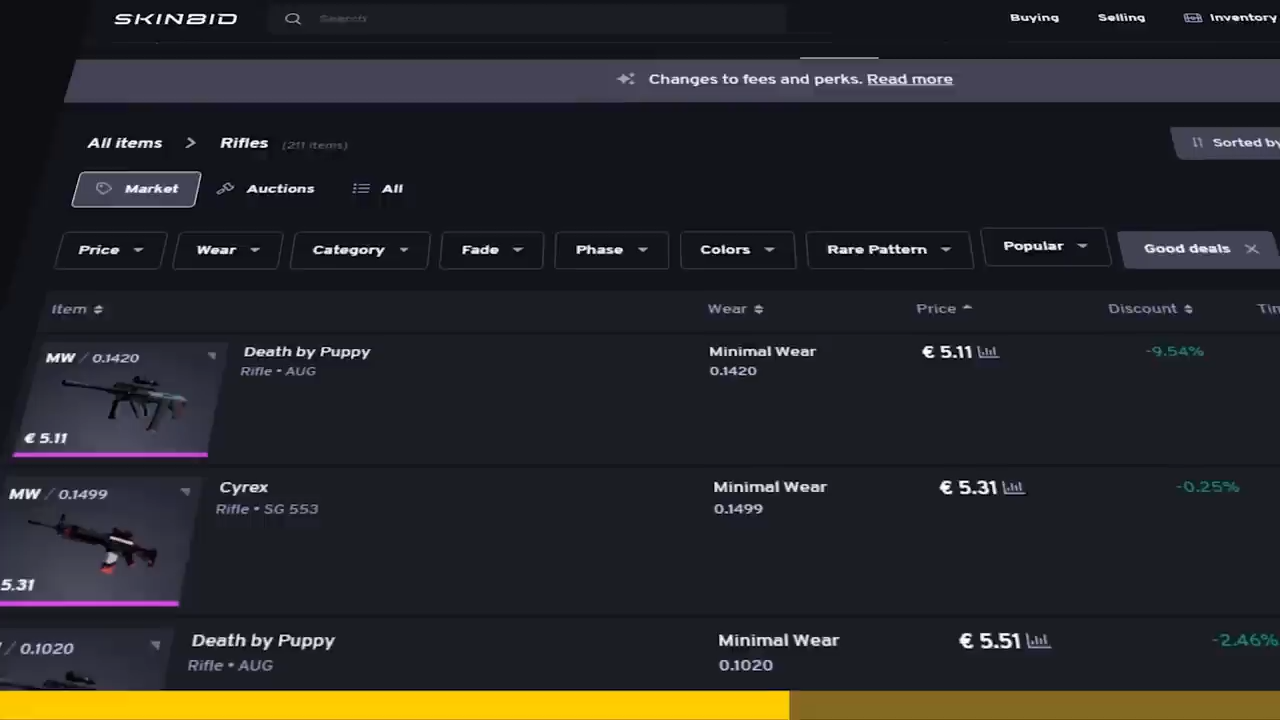 SKINBID
Search
Buying
Selling
Inventory
Changes to fees and perks. Read more
All items > Rifles (211 items)
Sorted by
Market
Auctions
All
Price
Wear
Category
Fade
Phase
Colors
Rare Pattern
Popular
Good deals
Item
Wear
Price
Discount
MW / 0.1420
€ 5.11
Death by Puppy
Rifle • AUG
Minimal Wear
0.1420
€ 5.11
-9.54%
MW / 0.1499
5.31
Cyrex
Rifle • SG 553
Minimal Wear
0.1499
€ 5.31
-0.25%
/ 0.1020
Death by Puppy
Rifle • AUG
Minimal Wear
0.1020
€ 5.51
-2.46%